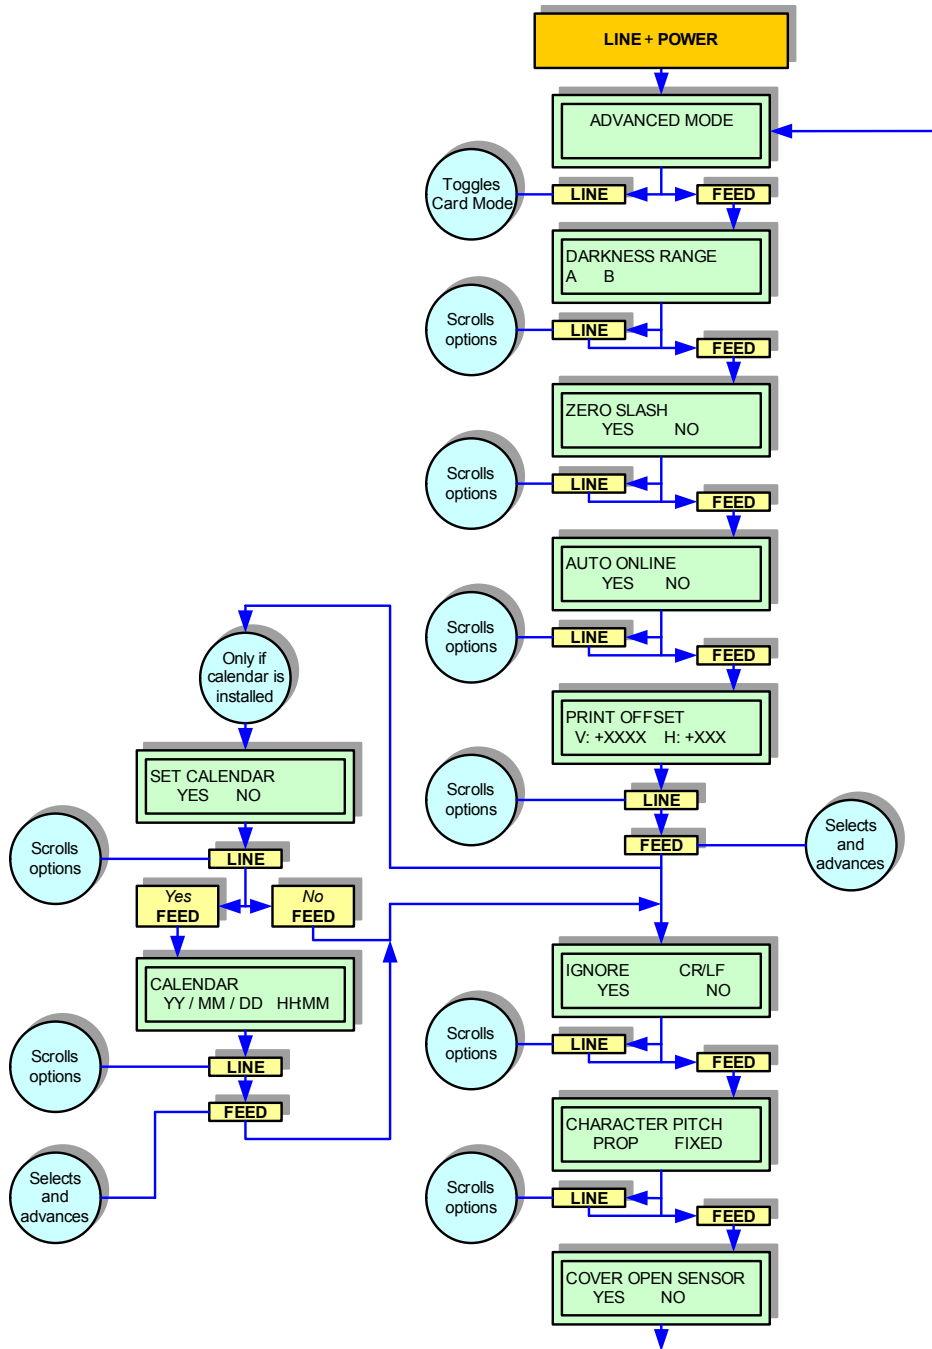 LINE + POWER
ADVANCED MODE
Toggles
Card Mode
LINE
FEED
DARKNESS RANGE
A B
Scrolls
options
LINE
FEED
ZERO SLASH
YES NO
Scrolls
options
LINE
FEED
AUTO ONLINE
YES NO
Scrolls
options
LINE
FEED
PRINT OFFSET
V: +XXXX H: +XXX
Scrolls
options
LINE
FEED
Selects
and
advances
Only if
calendar is
installed
SET CALENDAR
YES NO
Scrolls
options
LINE
Yes
FEED
No
FEED
CALENDAR
YY / MM / DD HH:MM
Scrolls
options
LINE
FEED
Selects
and
advances
IGNORE CR/LF
YES NO
Scrolls
options
LINE
FEED
CHARACTER PITCH
PROP FIXED
Scrolls
options
LINE
FEED
COVER OPEN SENSOR
YES NO